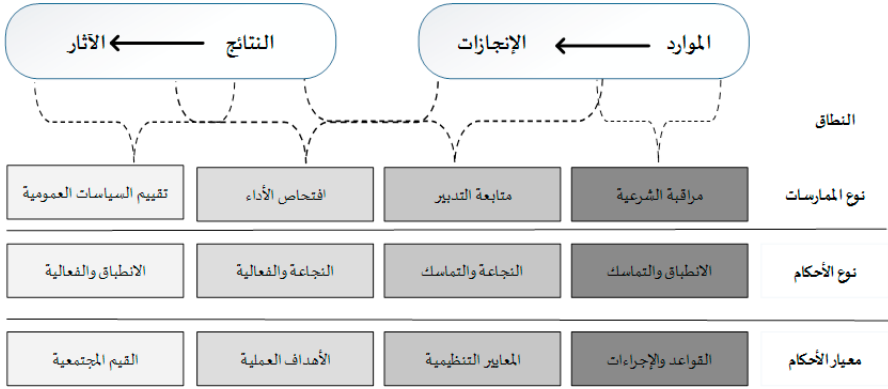 الموارد
الإنجازات
النتائج
الآثار
النطاق
نوع الممارسات
مراقبة الشرعية
متابعة التدبير
افتحاص الأداء
تقييم السياسات العمومية
نوع الأحكام
الانطباق والتماسك
النجاعة والتماسك
النجاعة والفعالية
الانطباق والفعالية
معيار الأحكام
القواعد والإجراءات
المعايير التنظيمية
الأهداف العملية
القيم المجتمعية